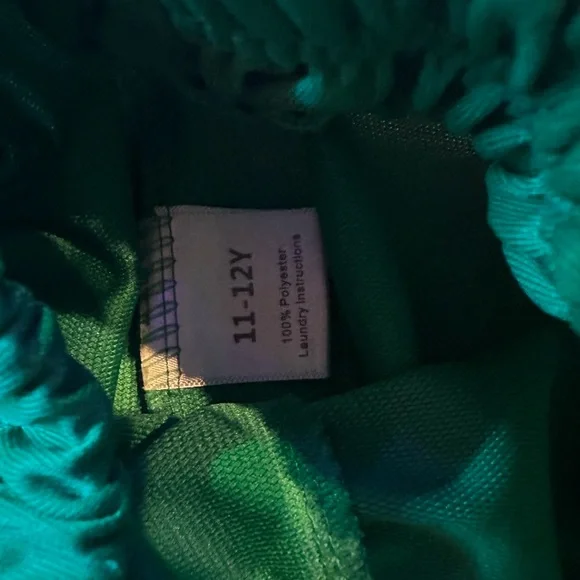 11-12Y
100% Polyester
Laundry Instructions